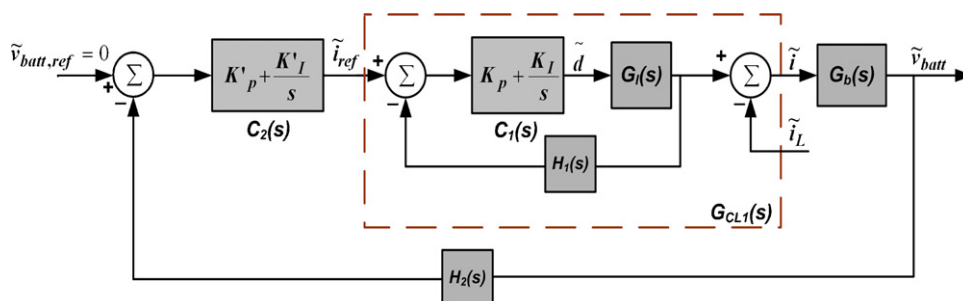 ṽ_batt,ref = 0
+
−
Σ
K'_P + K'_I / s
C₂(s)
ĩ_ref
+
−
Σ
K_P + K_I / s
C₁(s)
d̃
G_I(s)
H₁(s)
+
−
Σ
ĩ
ĩ_L
G_b(s)
ṽ_batt
G_CL1(s)
H₂(s)